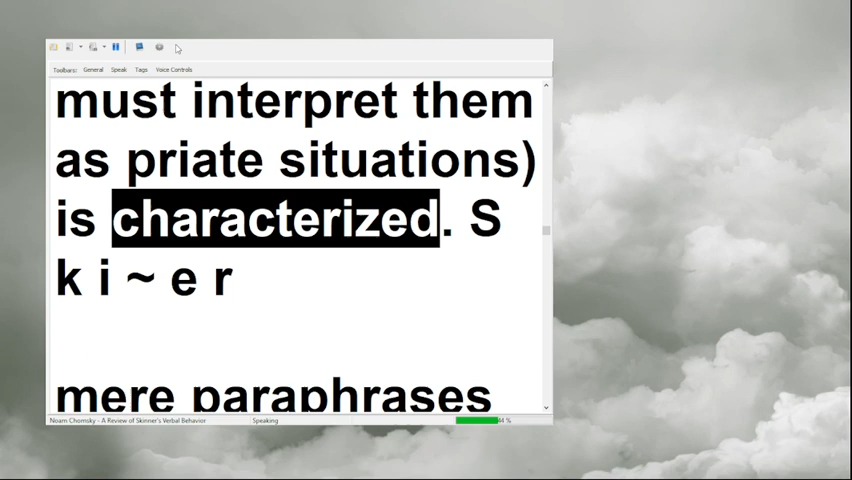 Toolbars: General Speak Tags Voice Controls
must interpret them
as priate situations)
is characterized. S
k i ~ e r
mere paraphrases
Noam Chomsky - A Review of Skinner's Verbal Behavior Speaking 44 %